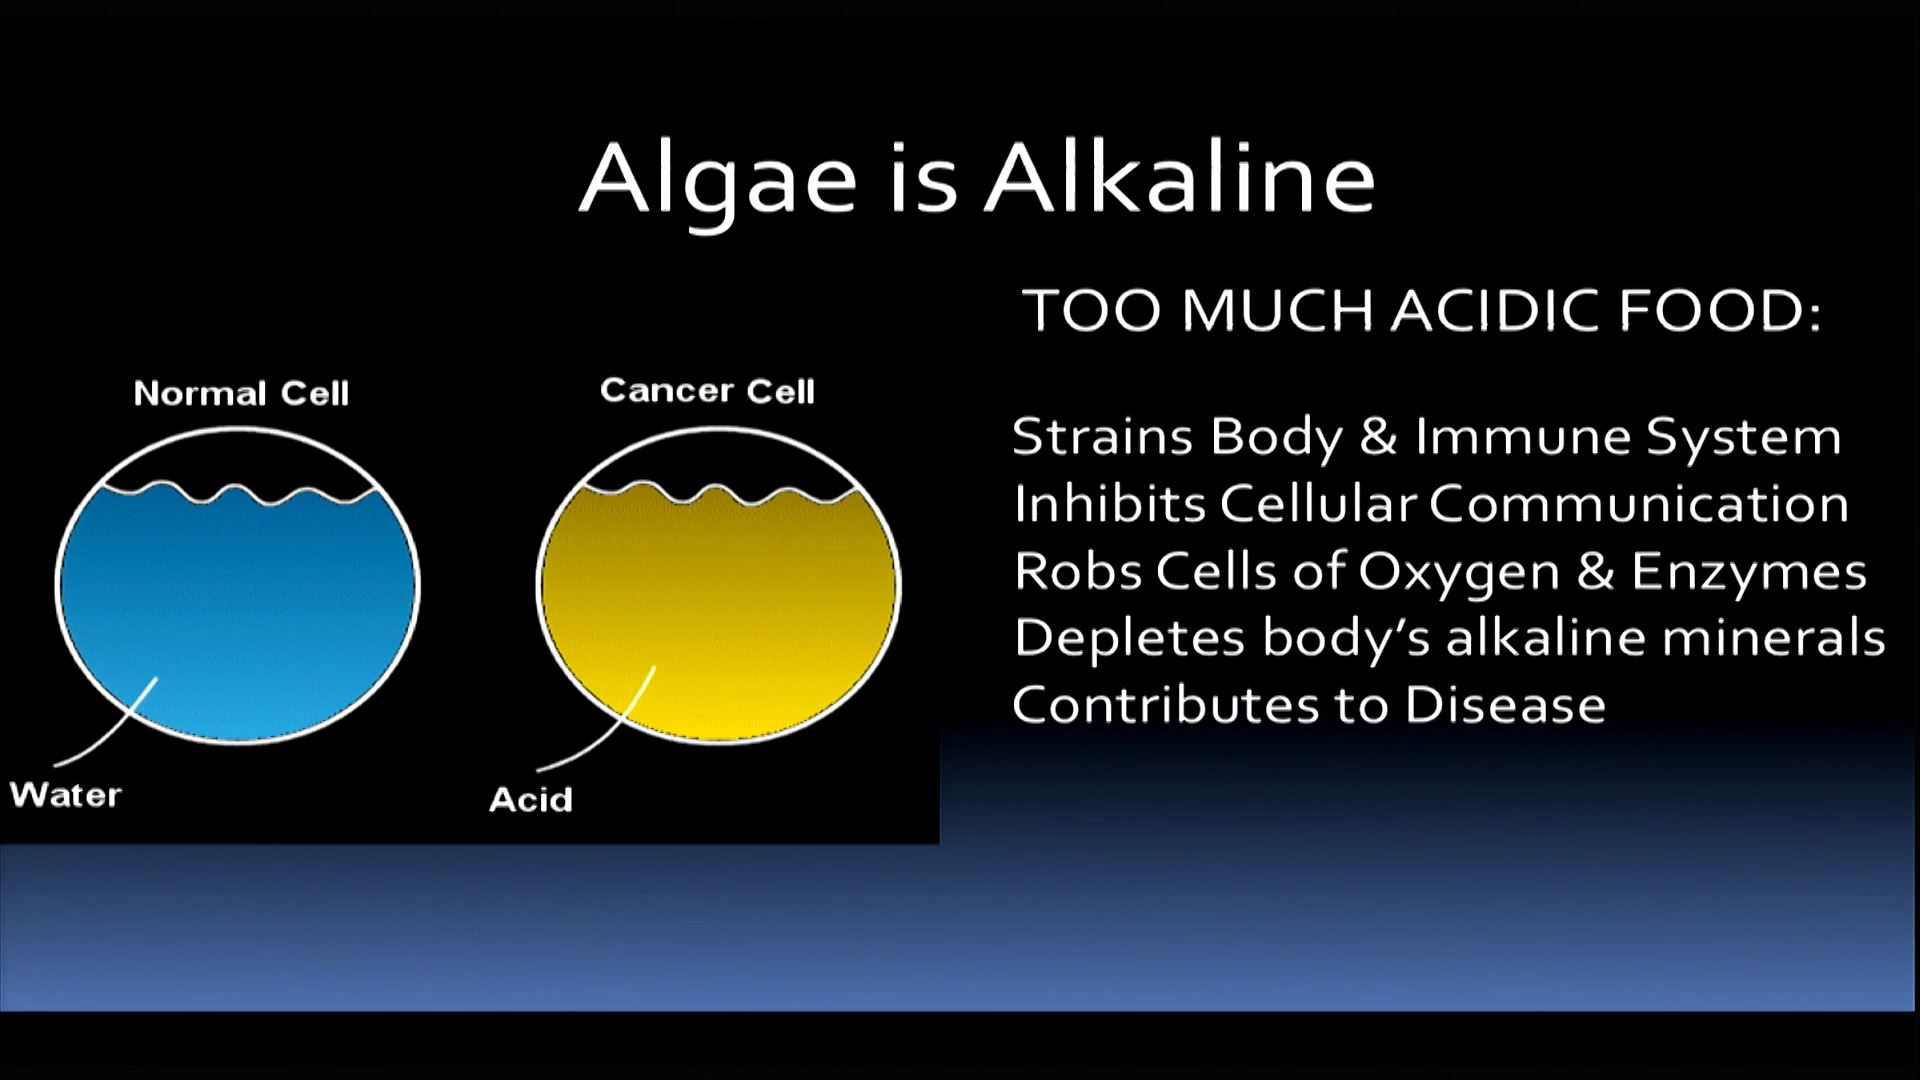 Algae is Alkaline
Normal Cell
Cancer Cell
Water
Acid
TOO MUCH ACIDIC FOOD:
Strains Body & Immune System
Inhibits Cellular Communication
Robs Cells of Oxygen & Enzymes
Depletes body’s alkaline minerals
Contributes to Disease